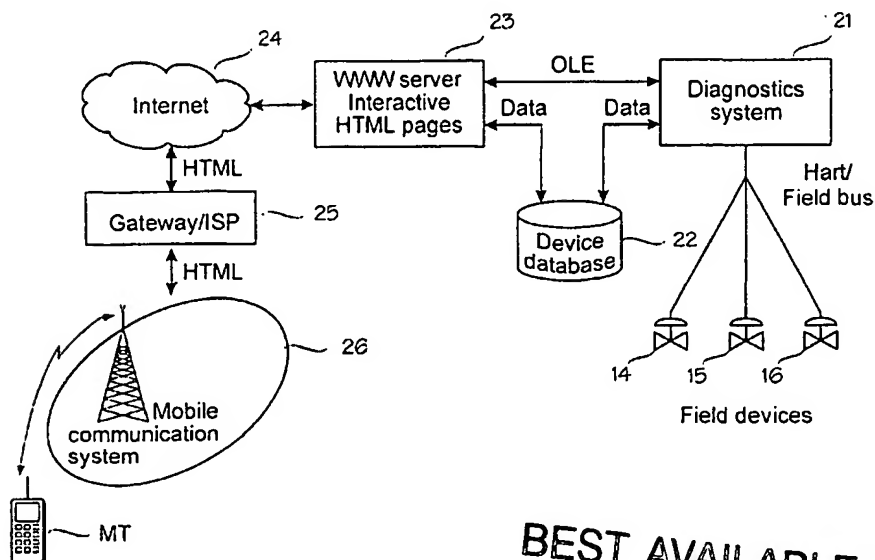 24
23
21
Internet
WWW server
Interactive
HTML pages
OLE
Data
Data
Diagnostics
system
HTML
Gateway/ISP
25
Device
database
22
Hart/
Field bus
HTML
26
Mobile
communication
system
14
15
16
Field devices
MT
BEST AVAILABLE